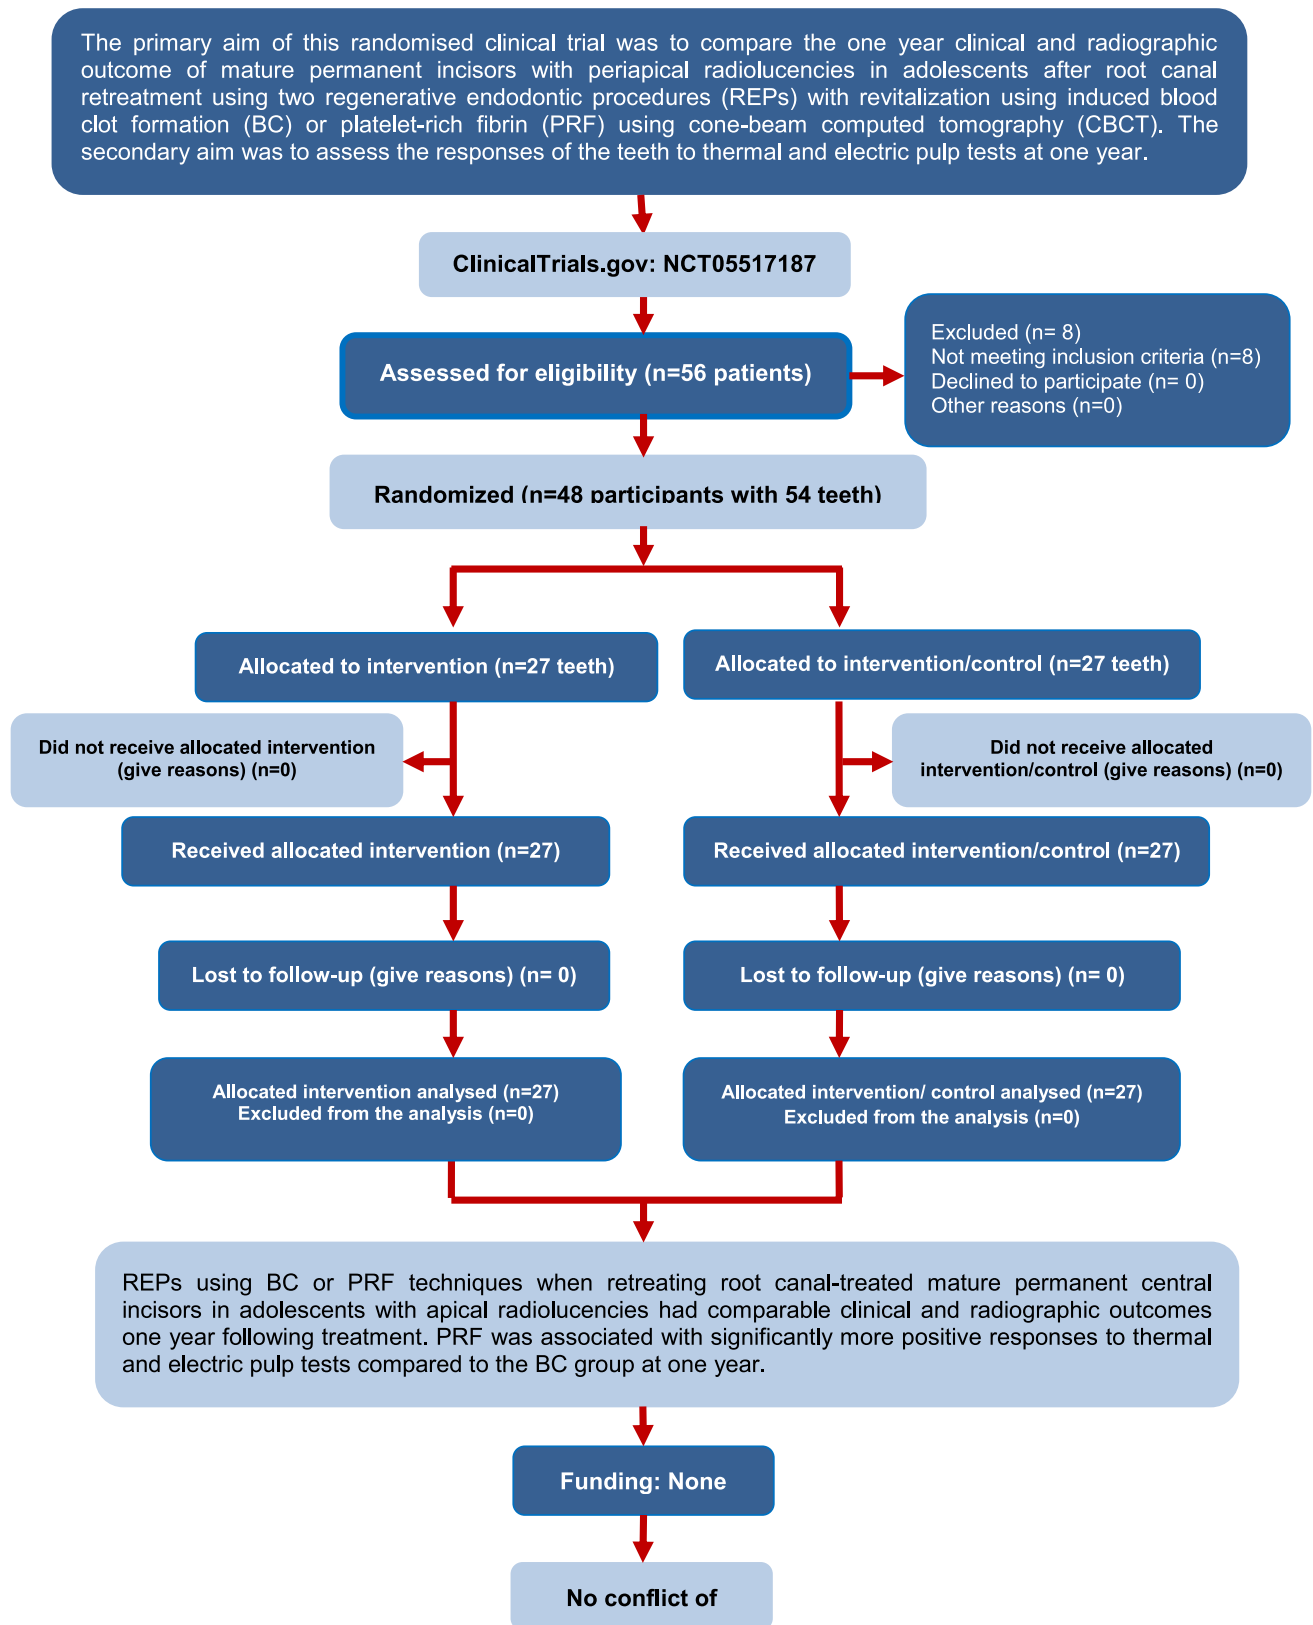 The primary aim of this randomised clinical trial was to compare the one year clinical and radiographic
outcome of mature permanent incisors with periapical radiolucencies in adolescents after root canal
retreatment using two regenerative endodontic procedures (REPs) with revitalization using induced blood
clot formation (BC) or platelet-rich fibrin (PRF) using cone-beam computed tomography (CBCT). The
secondary aim was to assess the responses of the teeth to thermal and electric pulp tests at one year.
ClinicalTrials.gov: NCT05517187
Assessed for eligibility (n=56 patients)
Excluded (n= 8)
Not meeting inclusion criteria (n=8)
Declined to participate (n= 0)
Other reasons (n=0)
Randomized (n=48 participants with 54 teeth)
Allocated to intervention (n=27 teeth)
Allocated to intervention/control (n=27 teeth)
Did not receive allocated intervention
(give reasons) (n=0)
Did not receive allocated
intervention/control (give reasons) (n=0)
Received allocated intervention (n=27)
Received allocated intervention/control (n=27)
Lost to follow-up (give reasons) (n= 0)
Lost to follow-up (give reasons) (n= 0)
Allocated intervention analysed (n=27)
Excluded from the analysis (n=0)
Allocated intervention/ control analysed (n=27)
Excluded from the analysis (n=0)
REPs using BC or PRF techniques when retreating root canal-treated mature permanent central
incisors in adolescents with apical radiolucencies had comparable clinical and radiographic outcomes
one year following treatment. PRF was associated with significantly more positive responses to thermal
and electric pulp tests compared to the BC group at one year.
Funding: None
No conflict of